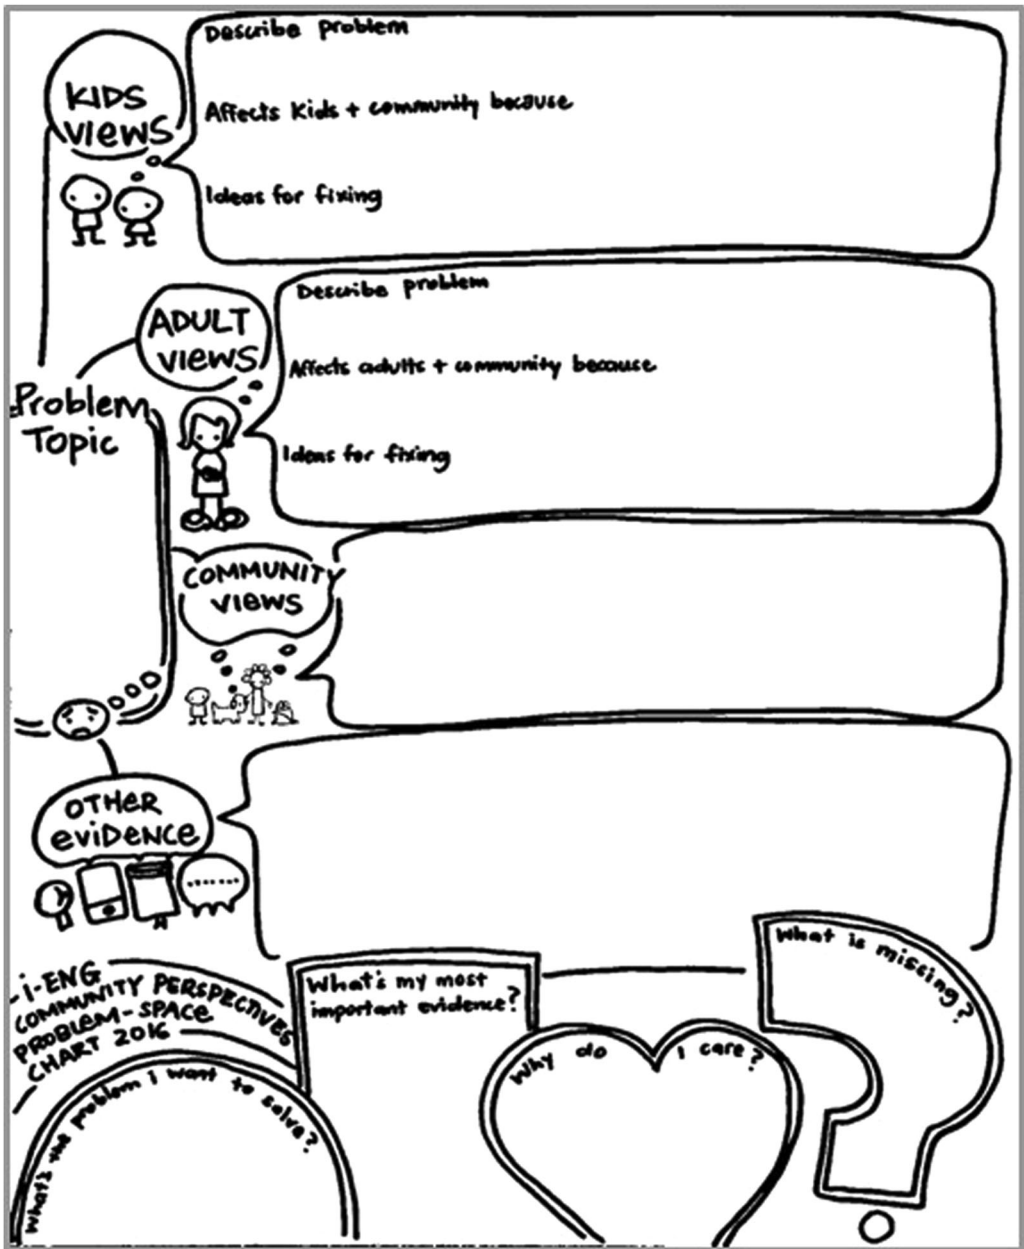 KIDS
VIEWS
Describe problem
Affects Kids + community because
Ideas for fixing
ADULT
VIEWS
Describe problem
Affects adults + community because
Ideas for fixing
Problem
Topic
COMMUNITY
VIEWS
OTHER
EVIDENCE
-i-ENG
COMMUNITY PERSPECTIVES
PROBLEM-SPACE
CHART 2016
What's the problem i want to solve?
What's my most
important evidence?
Why do I care?
What is missing?